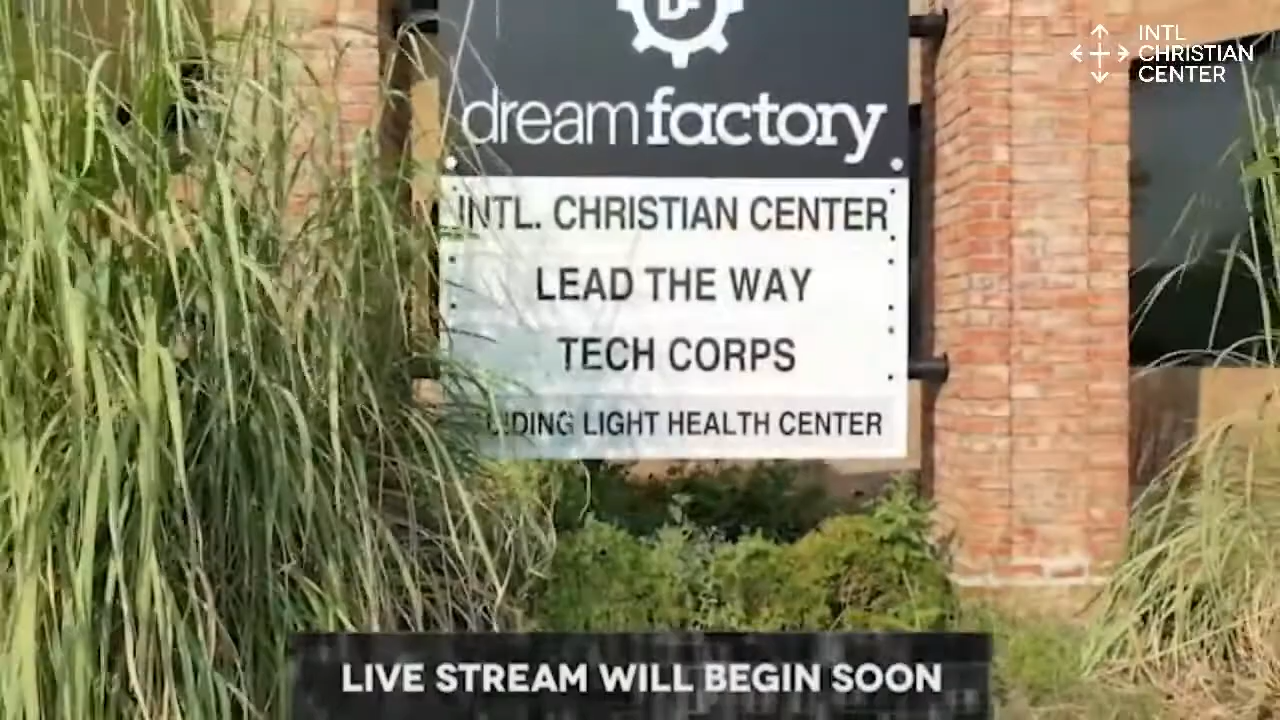 INTL
CHRISTIAN
CENTER
DF
dreamfactory
INTL. CHRISTIAN CENTER
LEAD THE WAY
TECH CORPS
LIGHT HEALTH CENTER
LIVE STREAM WILL BEGIN SOON